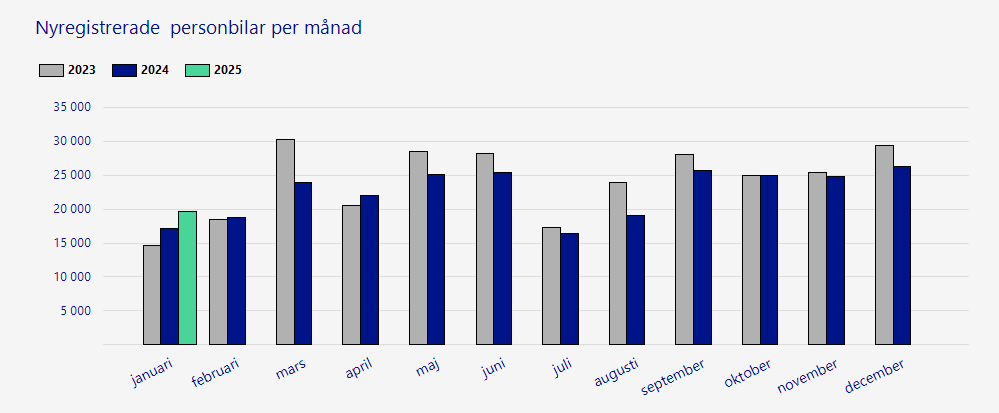 Nyregistrerade  personbilar per månad
2023 2024 2025
35 000
30 000
25 000
20 000
15 000
10 000
5 000
januari februari mars april maj juni juli augusti september oktober november december